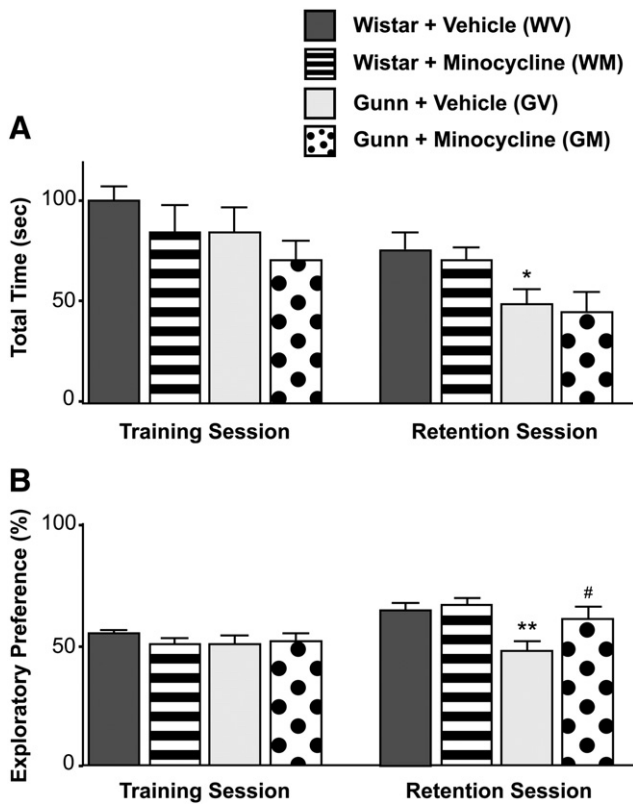 Wistar + Vehicle (WV)
Wistar + Minocycline (WM)
Gunn + Vehicle (GV)
Gunn + Minocycline (GM)
A
Total Time (sec)
100
50
0
*
Training Session
Retention Session
B
Exploratory Preference (%)
100
50
0
**
#
Training Session
Retention Session